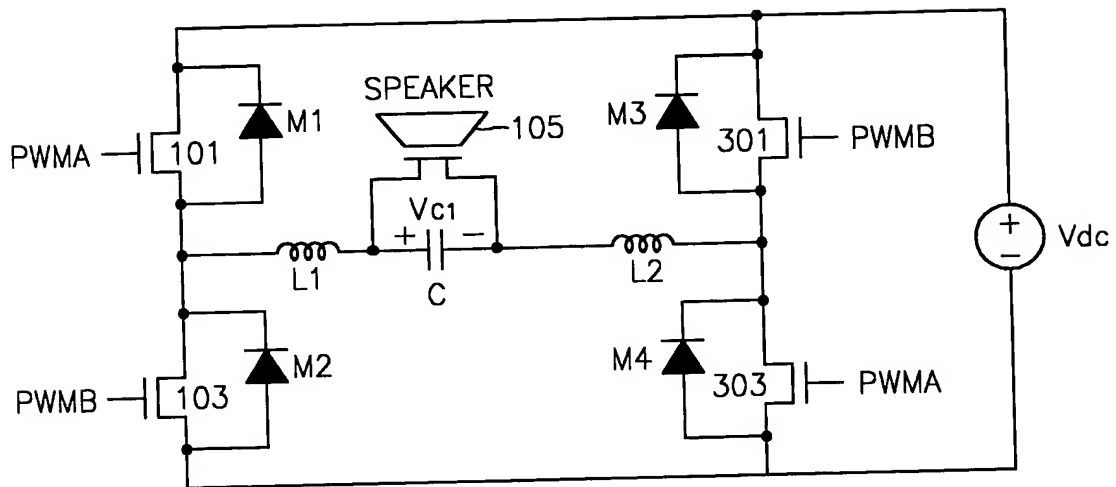 SPEAKER
M1
M3
105
PWMA
101
301
PWMB
Vc1
+
−
+
−
Vdc
L1
L2
C
M2
M4
PWMB
103
303
PWMA